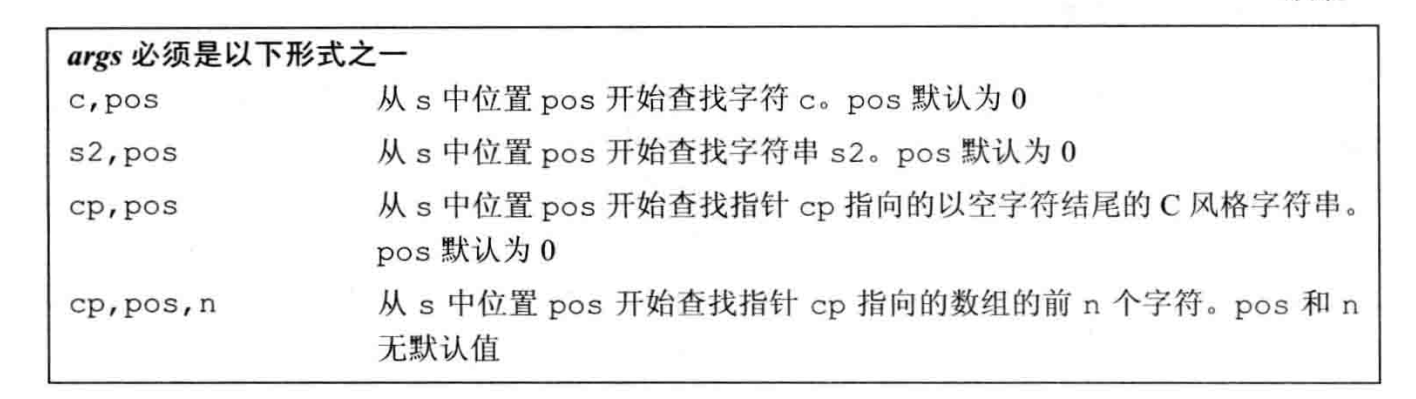 args 必须是以下形式之一
c,pos 从 s 中位置 pos 开始查找字符 c。pos 默认为 0
s2,pos 从 s 中位置 pos 开始查找字符串 s2。pos 默认为 0
cp,pos 从 s 中位置 pos 开始查找指针 cp 指向的以空字符结尾的 C 风格字符串。
pos 默认为 0
cp,pos,n 从 s 中位置 pos 开始查找指针 cp 指向的数组的前 n 个字符。pos 和 n
无默认值